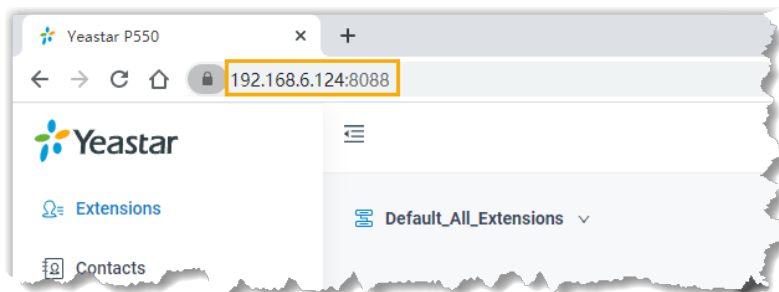 Yeastar P550
192.168.6.124:8088
Yeastar
Extensions
Default_All_Extensions
Contacts